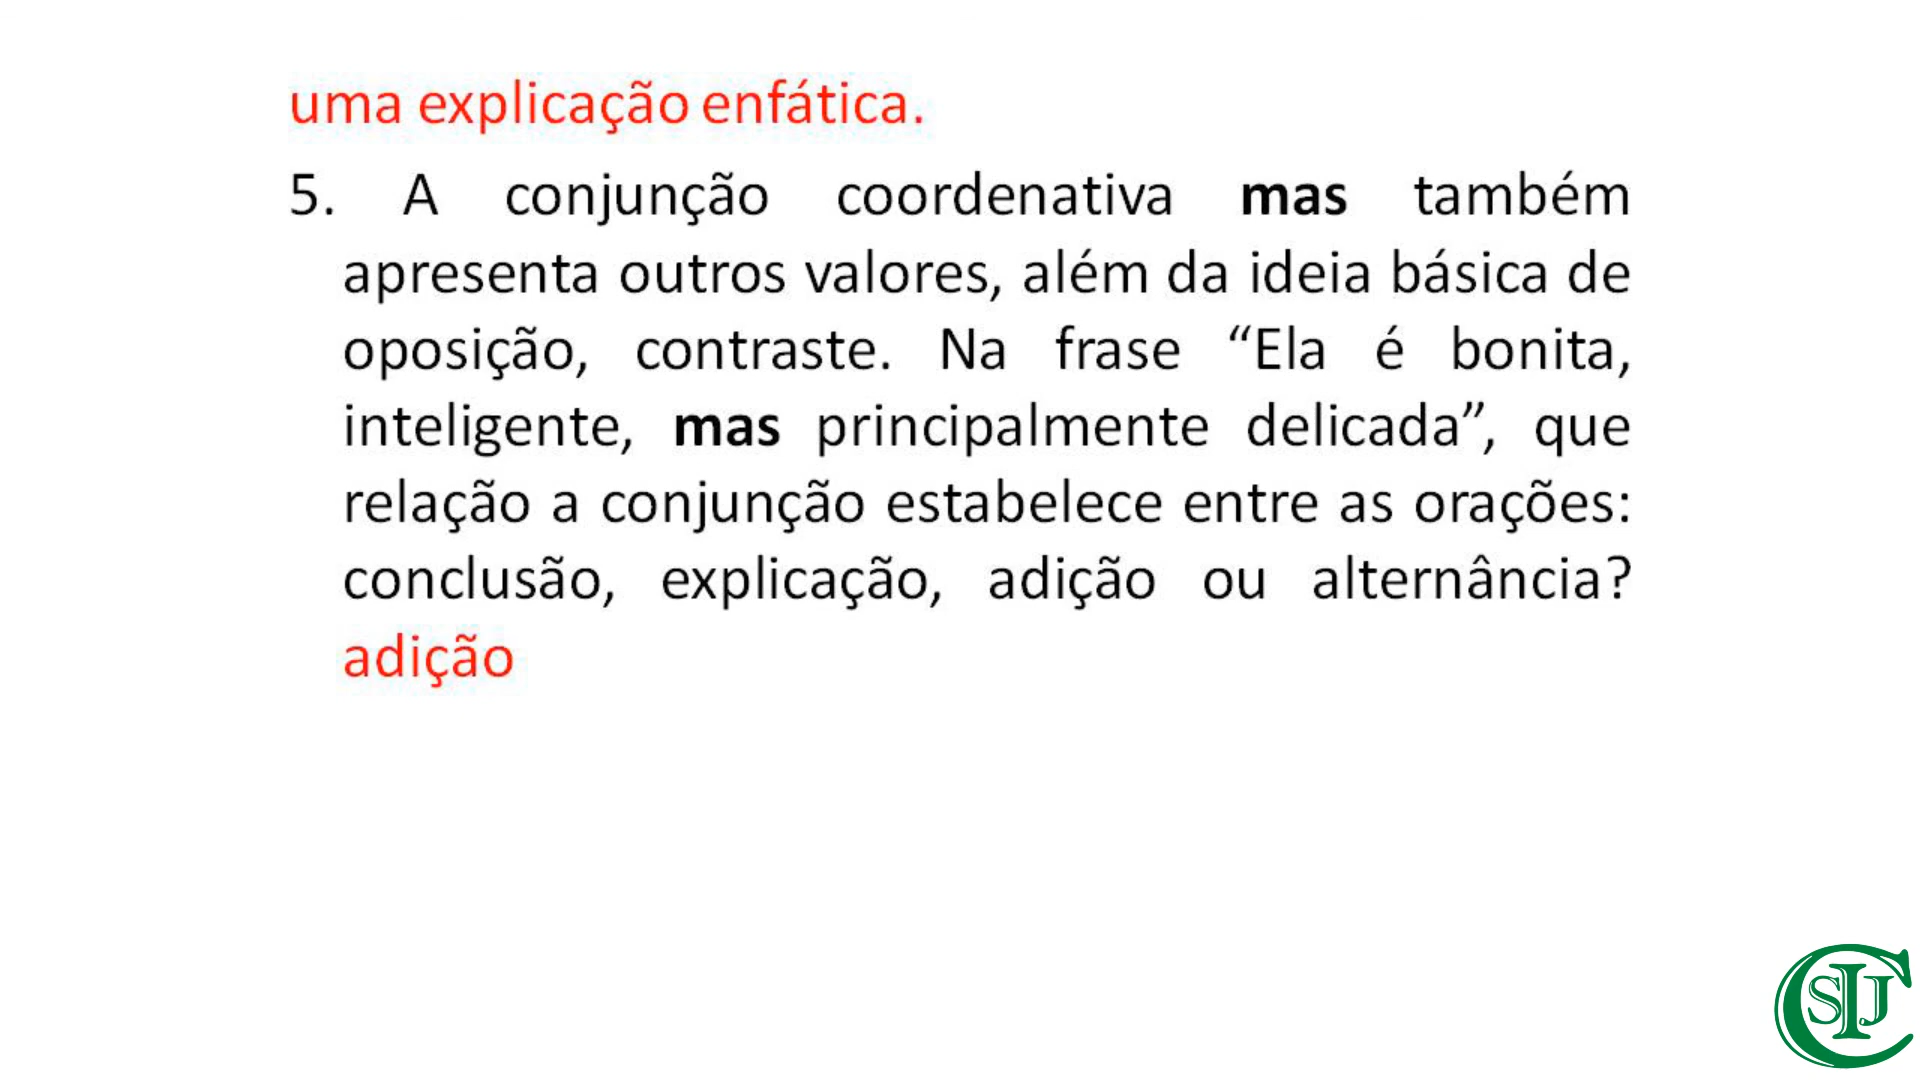 uma explicação enfática.
5. A conjunção coordenativa mas também
apresenta outros valores, além da ideia básica de
oposição, contraste. Na frase “Ela é bonita,
inteligente, mas principalmente delicada”, que
relação a conjunção estabelece entre as orações:
conclusão, explicação, adição ou alternância?
adição
CSIJ